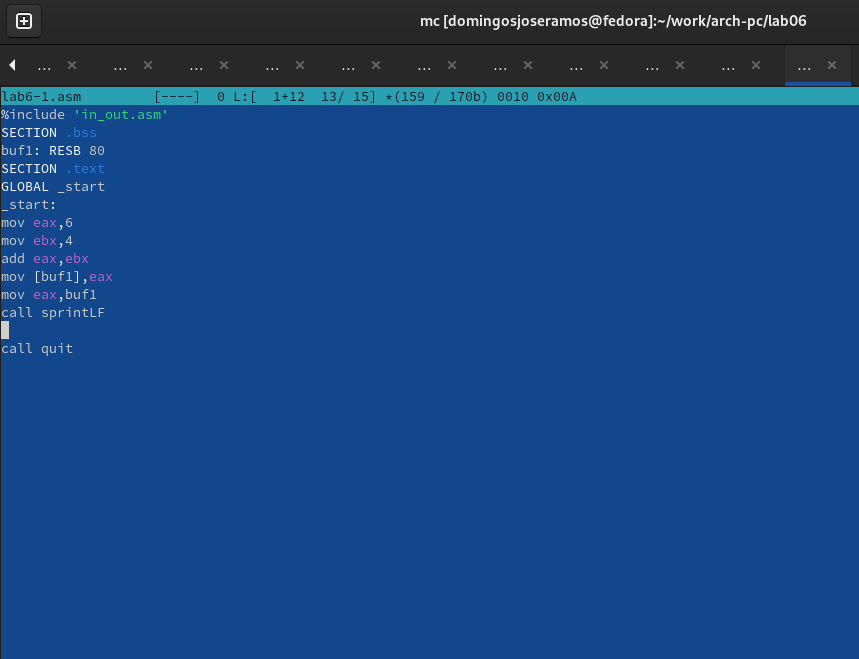 mc [domingosjoseramos@fedora]:~/work/arch-pc/lab06
... × ... × ... × ... × ... × ... × ... × ... × ... × ... × ... ×
lab6-1.asm         [----]  0 L:[  1+12  13/ 15] *(159 / 170b) 0010 0x00A
%include 'in_out.asm'
SECTION .bss
buf1: RESB 80
SECTION .text
GLOBAL _start
_start:
mov eax,6
mov ebx,4
add eax,ebx
mov [buf1],eax
mov eax,buf1
call sprintLF
call quit